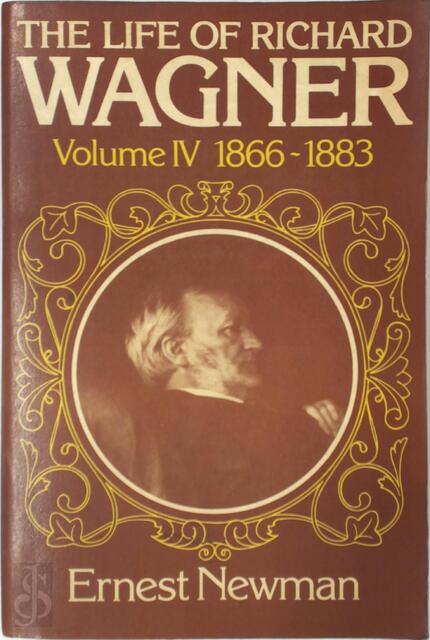 THE LIFE OF RICHARD
WAGNER
Volume IV 1866~1883
Ernest Newman